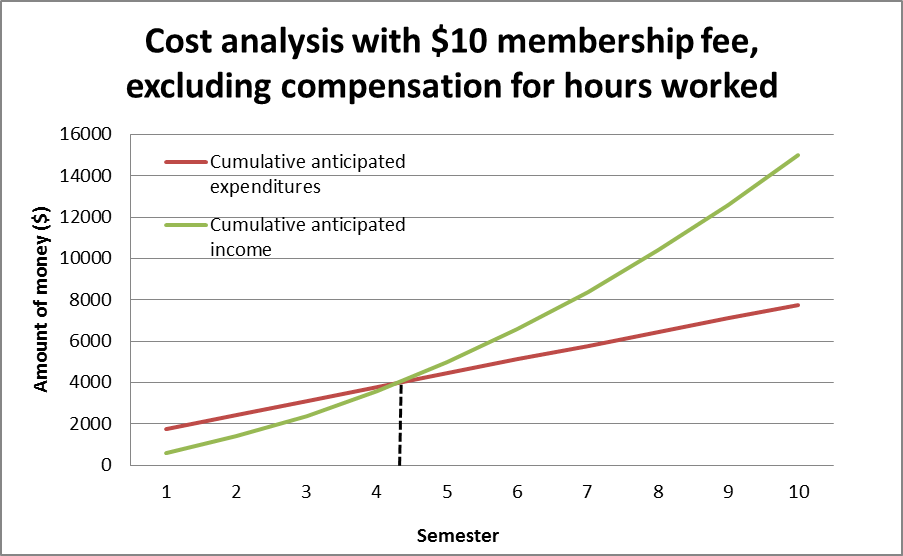 Cost analysis with $10 membership fee,
excluding compensation for hours worked
16000
14000
12000
10000
8000
6000
4000
2000
0
Amount of money ($)
Cumulative anticipated
expenditures
Cumulative anticipated
income
1 2 3 4 5 6 7 8 9 10
Semester